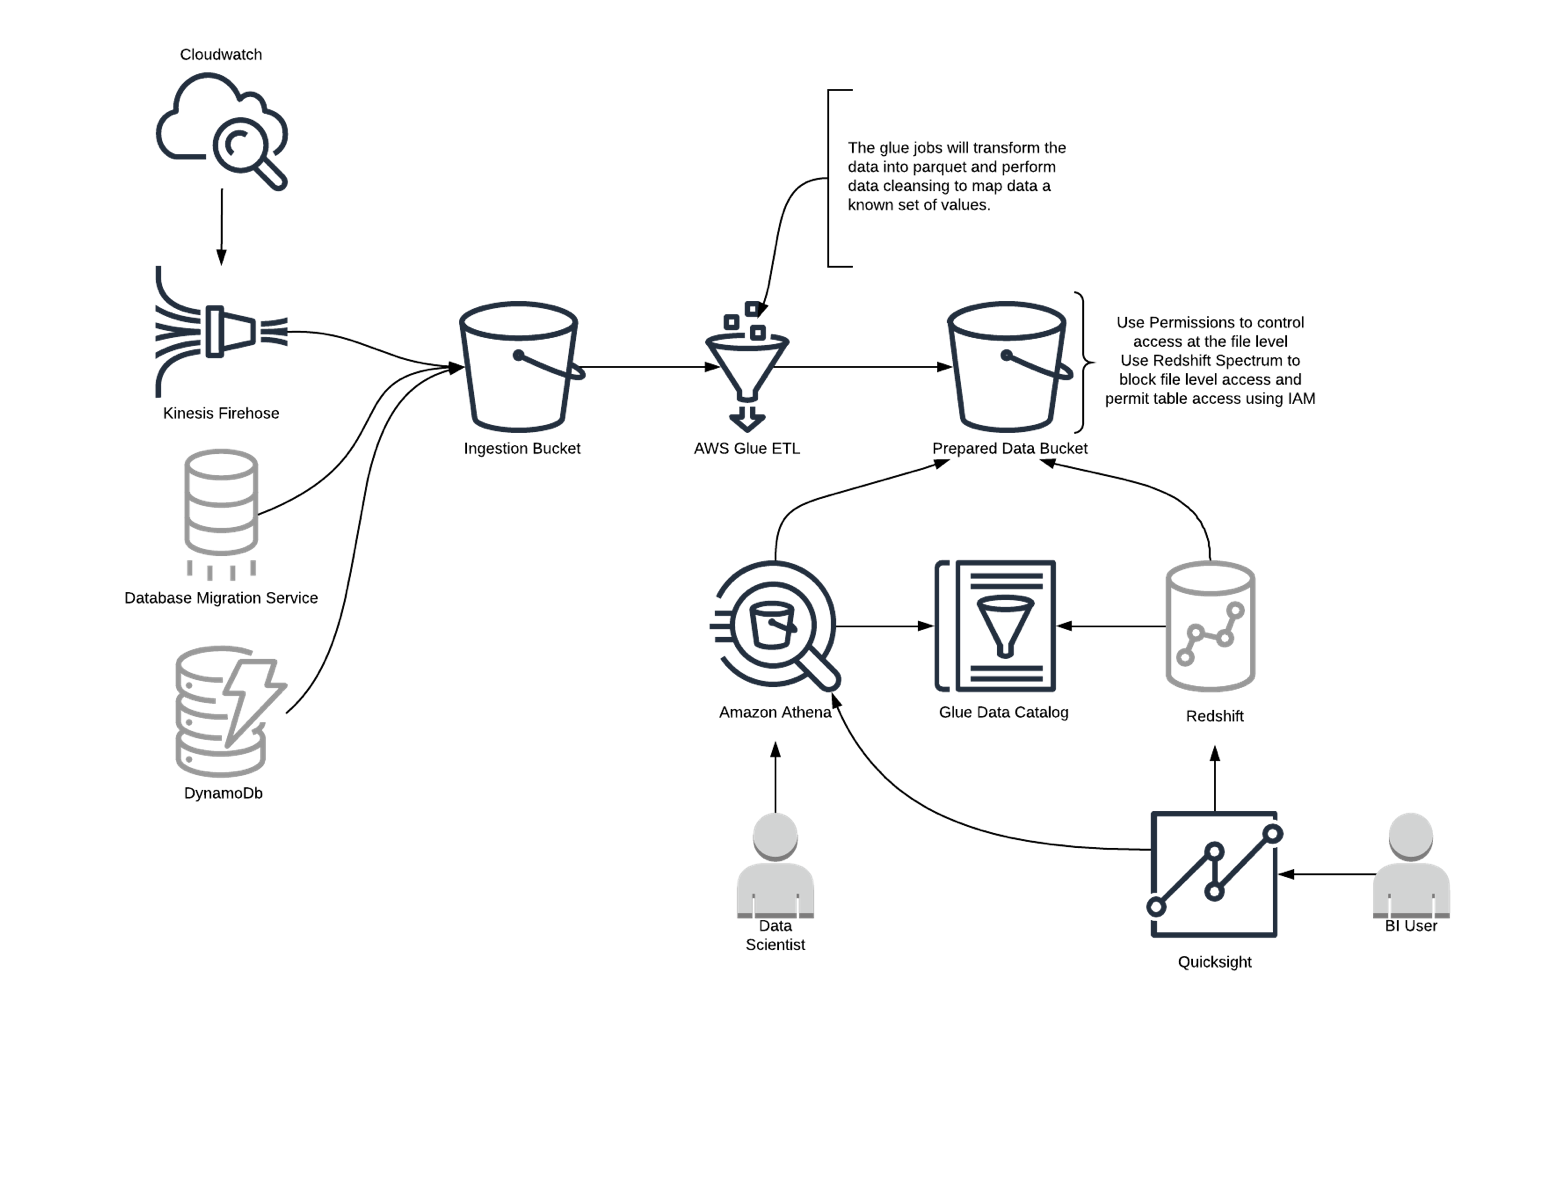 Cloudwatch
The glue jobs will transform the
data into parquet and perform
data cleansing to map data a
known set of values.
Use Permissions to control
access at the file level
Use Redshift Spectrum to
block file level access and
permit table access using IAM
Kinesis Firehose
Ingestion Bucket
AWS Glue ETL
Prepared Data Bucket
Database Migration Service
Amazon Athena
Glue Data Catalog
Redshift
DynamoDb
Data
Scientist
BI User
Quicksight